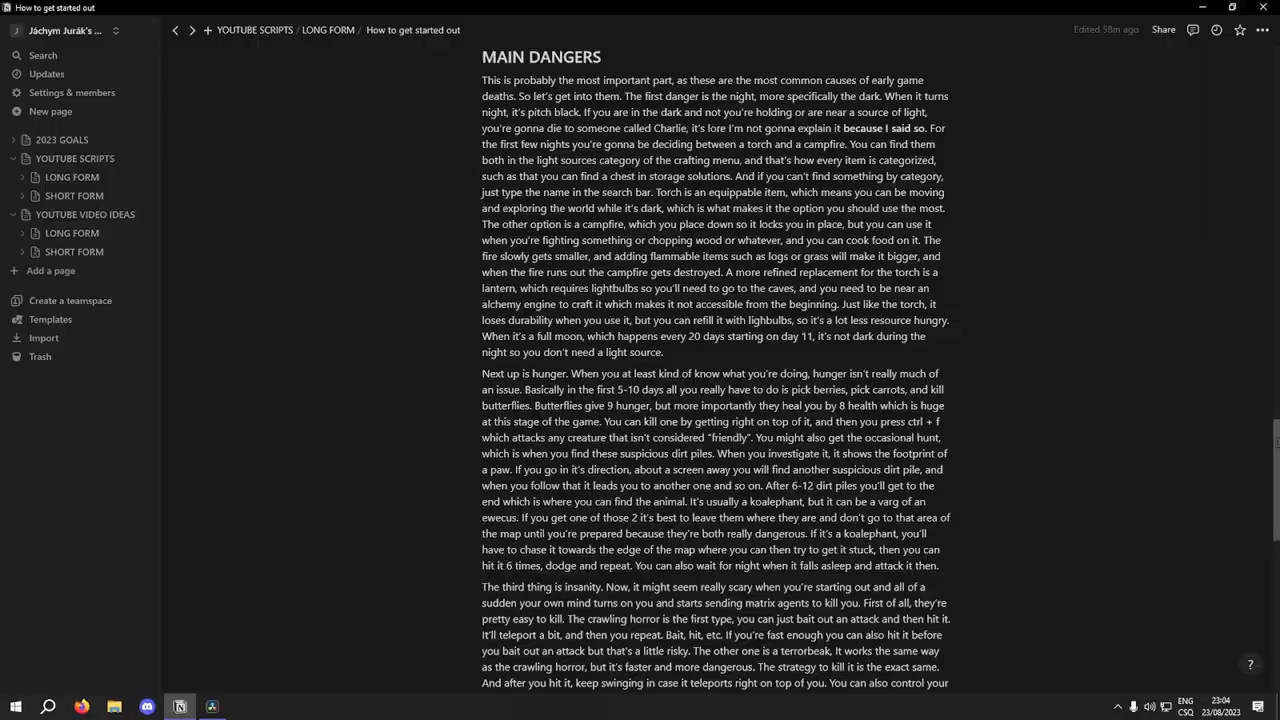 How to get started out
J Jáchym Jurák's ...
YOUTUBE SCRIPTS / LONG FORM / How to get started out
Edited 58m ago
Share
Search
Updates
Settings & members
New page
2023 GOALS
YOUTUBE SCRIPTS
LONG FORM
SHORT FORM
YOUTUBE VIDEO IDEAS
LONG FORM
SHORT FORM
Add a page
Create a teamspace
Templates
Import
Trash
MAIN DANGERS
This is probably the most important part, as these are the most common causes of early game
deaths. So let's get into them. The first danger is the night, more specifically the dark. When it turns
night, it's pitch black. If you are in the dark and not you're holding or are near a source of light,
you're gonna die to someone called Charlie, it's lore I'm not gonna explain it because I said so. For
the first few nights you're gonna be deciding between a torch and a campfire. You can find them
both in the light sources category of the crafting menu, and that's how every item is categorized,
such as that you can find a chest in storage solutions. And if you can't find something by category,
just type the name in the search bar. Torch is an equippable item, which means you can be moving
and exploring the world while it's dark, which is what makes it the option you should use the most.
The other option is a campfire, which you place down so it locks you in place, but you can use it
when you're fighting something or chopping wood or whatever, and you can cook food on it. The
fire slowly gets smaller, and adding flammable items such as logs or grass will make it bigger, and
when the fire runs out the campfire gets destroyed. A more refined replacement for the torch is a
lantern, which requires lightbulbs so you'll need to go to the caves, and you need to be near an
alchemy engine to craft it which makes it not accessible from the beginning. Just like the torch, it
loses durability when you use it, but you can refill it with lighbulbs, so it's a lot less resource hungry.
When it's a full moon, which happens every 20 days starting on day 11, it's not dark during the
night so you don't need a light source.
Next up is hunger. When you at least kind of know what you're doing, hunger isn't really much of
an issue. Basically in the first 5-10 days all you really have to do is pick berries, pick carrots, and kill
butterflies. Butterflies give 9 hunger, but more importantly they heal you by 8 health which is huge
at this stage of the game. You can kill one by getting right on top of it, and then you press ctrl + f
which attacks any creature that isn't considered "friendly". You might also get the occasional hunt,
which is when you find these suspicious dirt piles. When you investigate it, it shows the footprint of
a paw. If you go in it's direction, about a screen away you will find another suspicious dirt pile, and
when you follow that it leads you to another one and so on. After 6-12 dirt piles you'll get to the
end which is where you can find the animal. It's usually a koalephant, but it can be a varg of an
ewecus. If you get one of those 2 it's best to leave them where they are and don't go to that area of
the map until you're prepared because they're both really dangerous. If it's a koalephant, you'll
have to chase it towards the edge of the map where you can then try to get it stuck, then you can
hit it 6 times, dodge and repeat. You can also wait for night when it falls asleep and attack it then.
The third thing is insanity. Now, it might seem really scary when you're starting out and all of a
sudden your own mind turns on you and starts sending matrix agents to kill you. First of all, they're
pretty easy to kill. The crawling horror is the first type, you can just bait out an attack and then hit it.
It'll teleport a bit, and then you repeat. Bait, hit, etc. If you're fast enough you can also hit it before
you bait out an attack but that's a little risky. The other one is a terrorbeak, It works the same way
as the crawling horror, but it's faster and more dangerous. The strategy to kill it is the exact same.
And after you hit it, keep swinging in case it teleports right on top of you. You can also control your
?
ENG
CSQ
23:04
23/08/2023